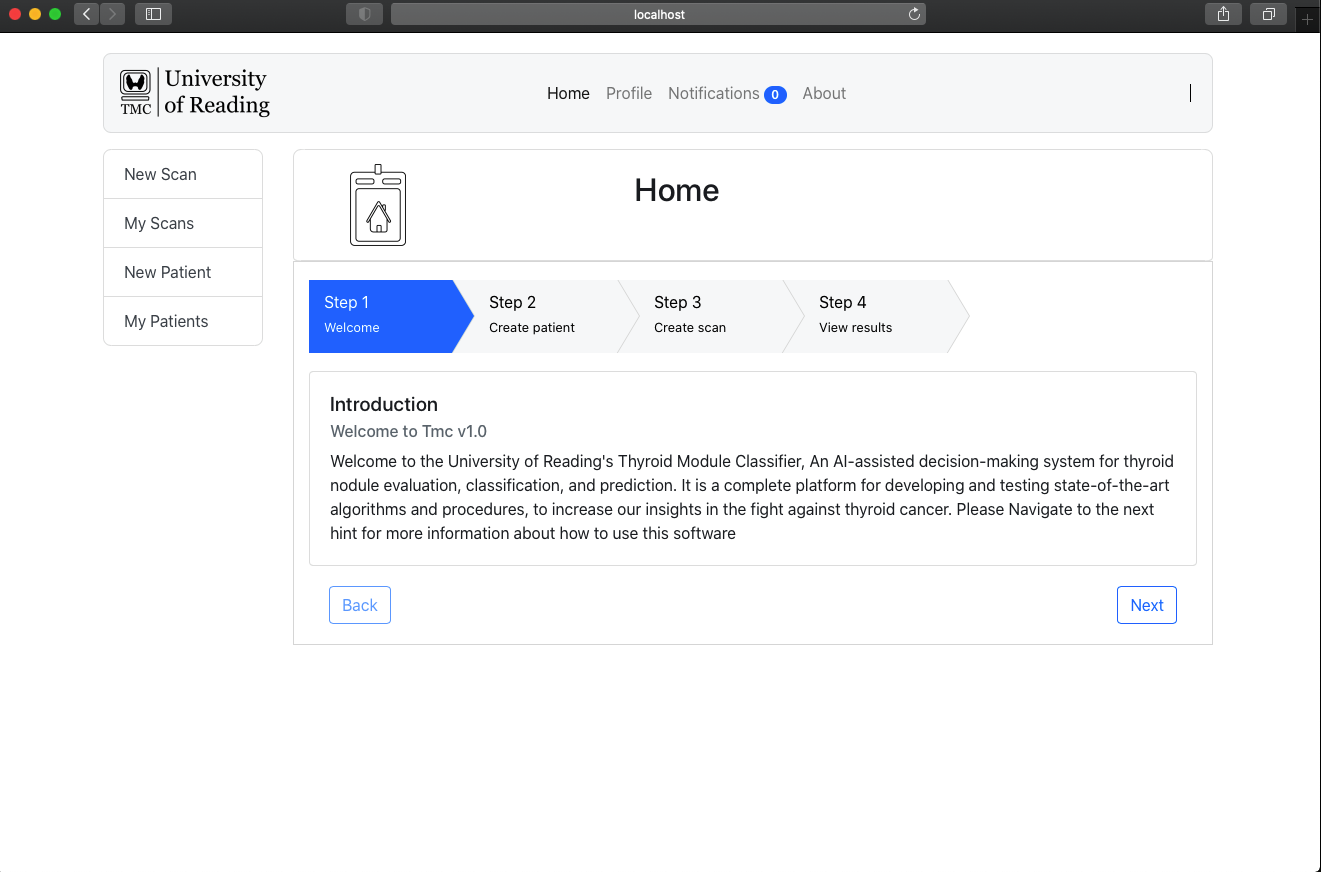 localhost
University
of Reading
TMC
Home Profile Notifications 0 About
New Scan
My Scans
New Patient
My Patients
Home
Step 1
Welcome
Step 2
Create patient
Step 3
Create scan
Step 4
View results
Introduction
Welcome to Tmc v1.0
Welcome to the University of Reading's Thyroid Module Classifier, An AI-assisted decision-making system for thyroid
nodule evaluation, classification, and prediction. It is a complete platform for developing and testing state-of-the-art
algorithms and procedures, to increase our insights in the fight against thyroid cancer. Please Navigate to the next
hint for more information about how to use this software
Back
Next